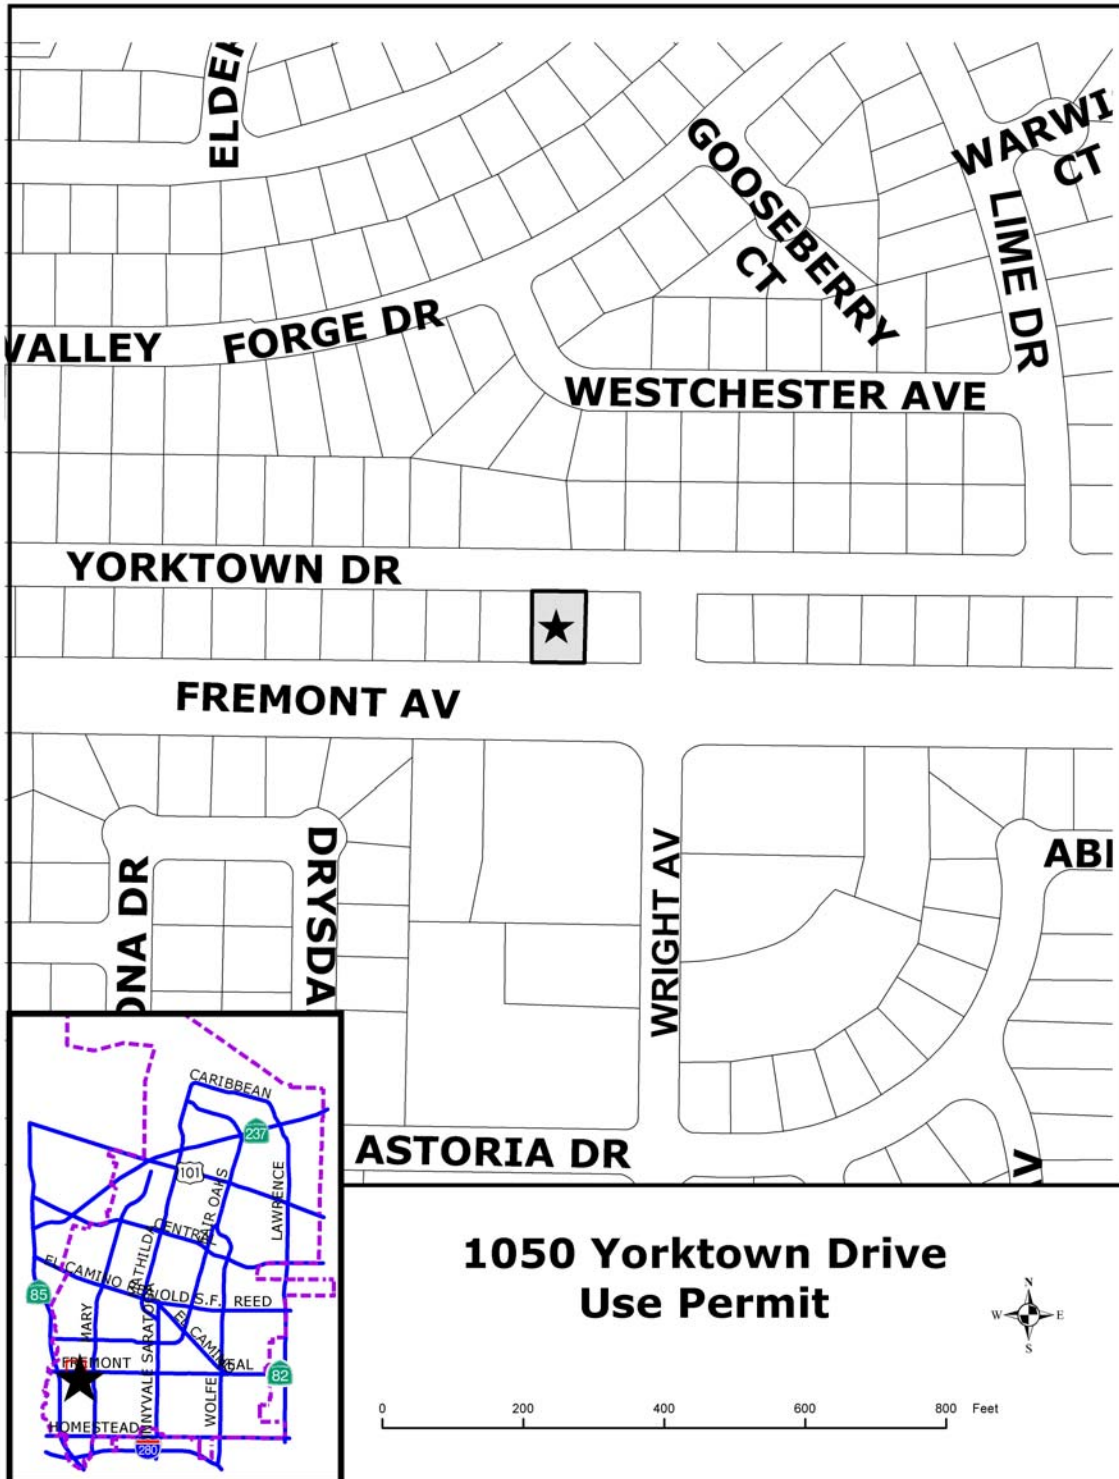 ELDER
WARWI
CT
GOOSEBERRY
CT
LIME DR
VALLEY FORGE DR
WESTCHESTER AVE
YORKTOWN DR
FREMONT AV
DRYSDA
ONA DR
WRIGHT AV
ABI
ASTORIA DR
AV
CARIBBEAN
237
101
FAIR OAKS
LAWRENCE
CENTRAL
MATHILDA
EL CAMINO
85
OLD S.F.
REED
MARY
SUNNYVALE SARATOGA
EL CAMINO REAL
FREMONT
82
WOLFE
HOMESTEAD
280
1050 Yorktown Drive
Use Permit
N
W E
S
0 200 400 600 800 Feet